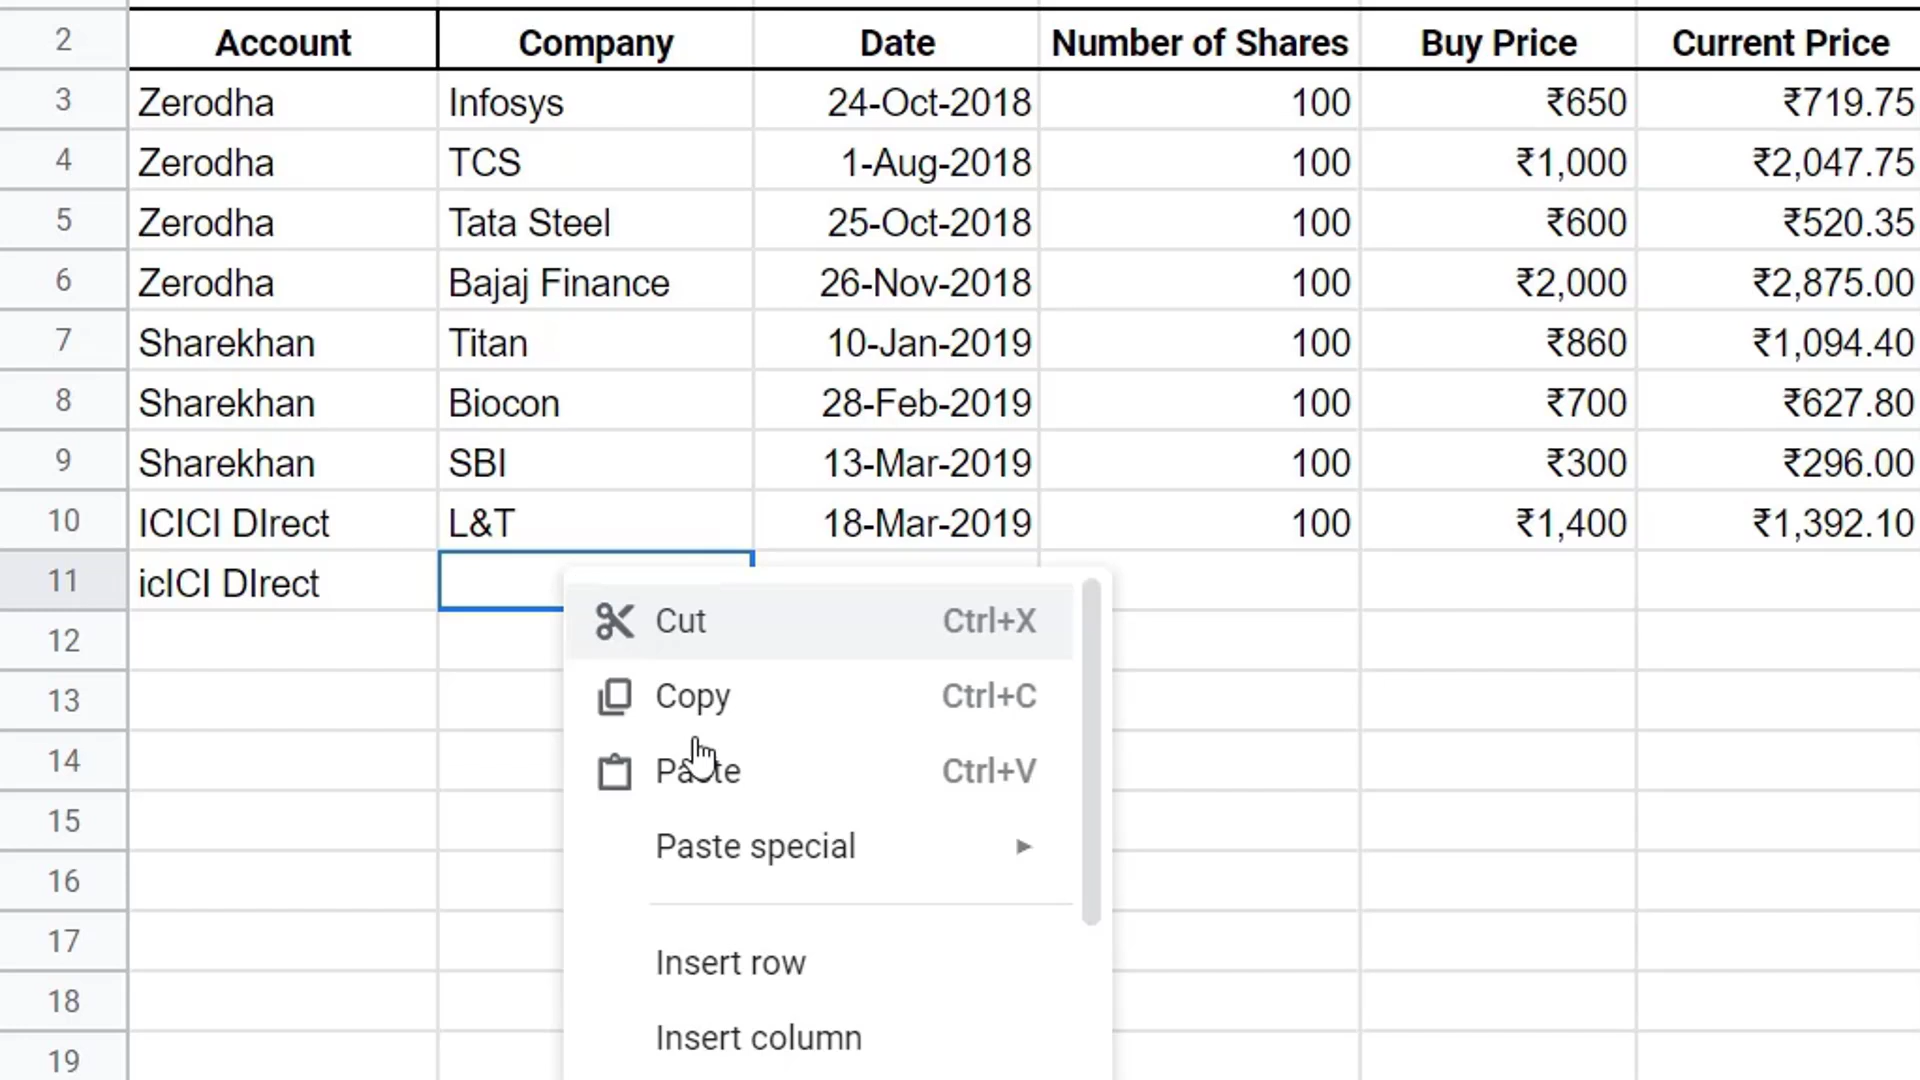 2 Account Company Date Number of Shares Buy Price Current Price
3 Zerodha Infosys 24-Oct-2018 100 ₹650 ₹719.75
4 Zerodha TCS 1-Aug-2018 100 ₹1,000 ₹2,047.75
5 Zerodha Tata Steel 25-Oct-2018 100 ₹600 ₹520.35
6 Zerodha Bajaj Finance 26-Nov-2018 100 ₹2,000 ₹2,875.00
7 Sharekhan Titan 10-Jan-2019 100 ₹860 ₹1,094.40
8 Sharekhan Biocon 28-Feb-2019 100 ₹700 ₹627.80
9 Sharekhan SBI 13-Mar-2019 100 ₹300 ₹296.00
10 ICICI DIrect L&T 18-Mar-2019 100 ₹1,400 ₹1,392.10
11 icICI DIrect
Cut Ctrl+X
12
Copy Ctrl+C
13
14
Paste Ctrl+V
15
Paste special
16
17
Insert row
18
Insert column
19